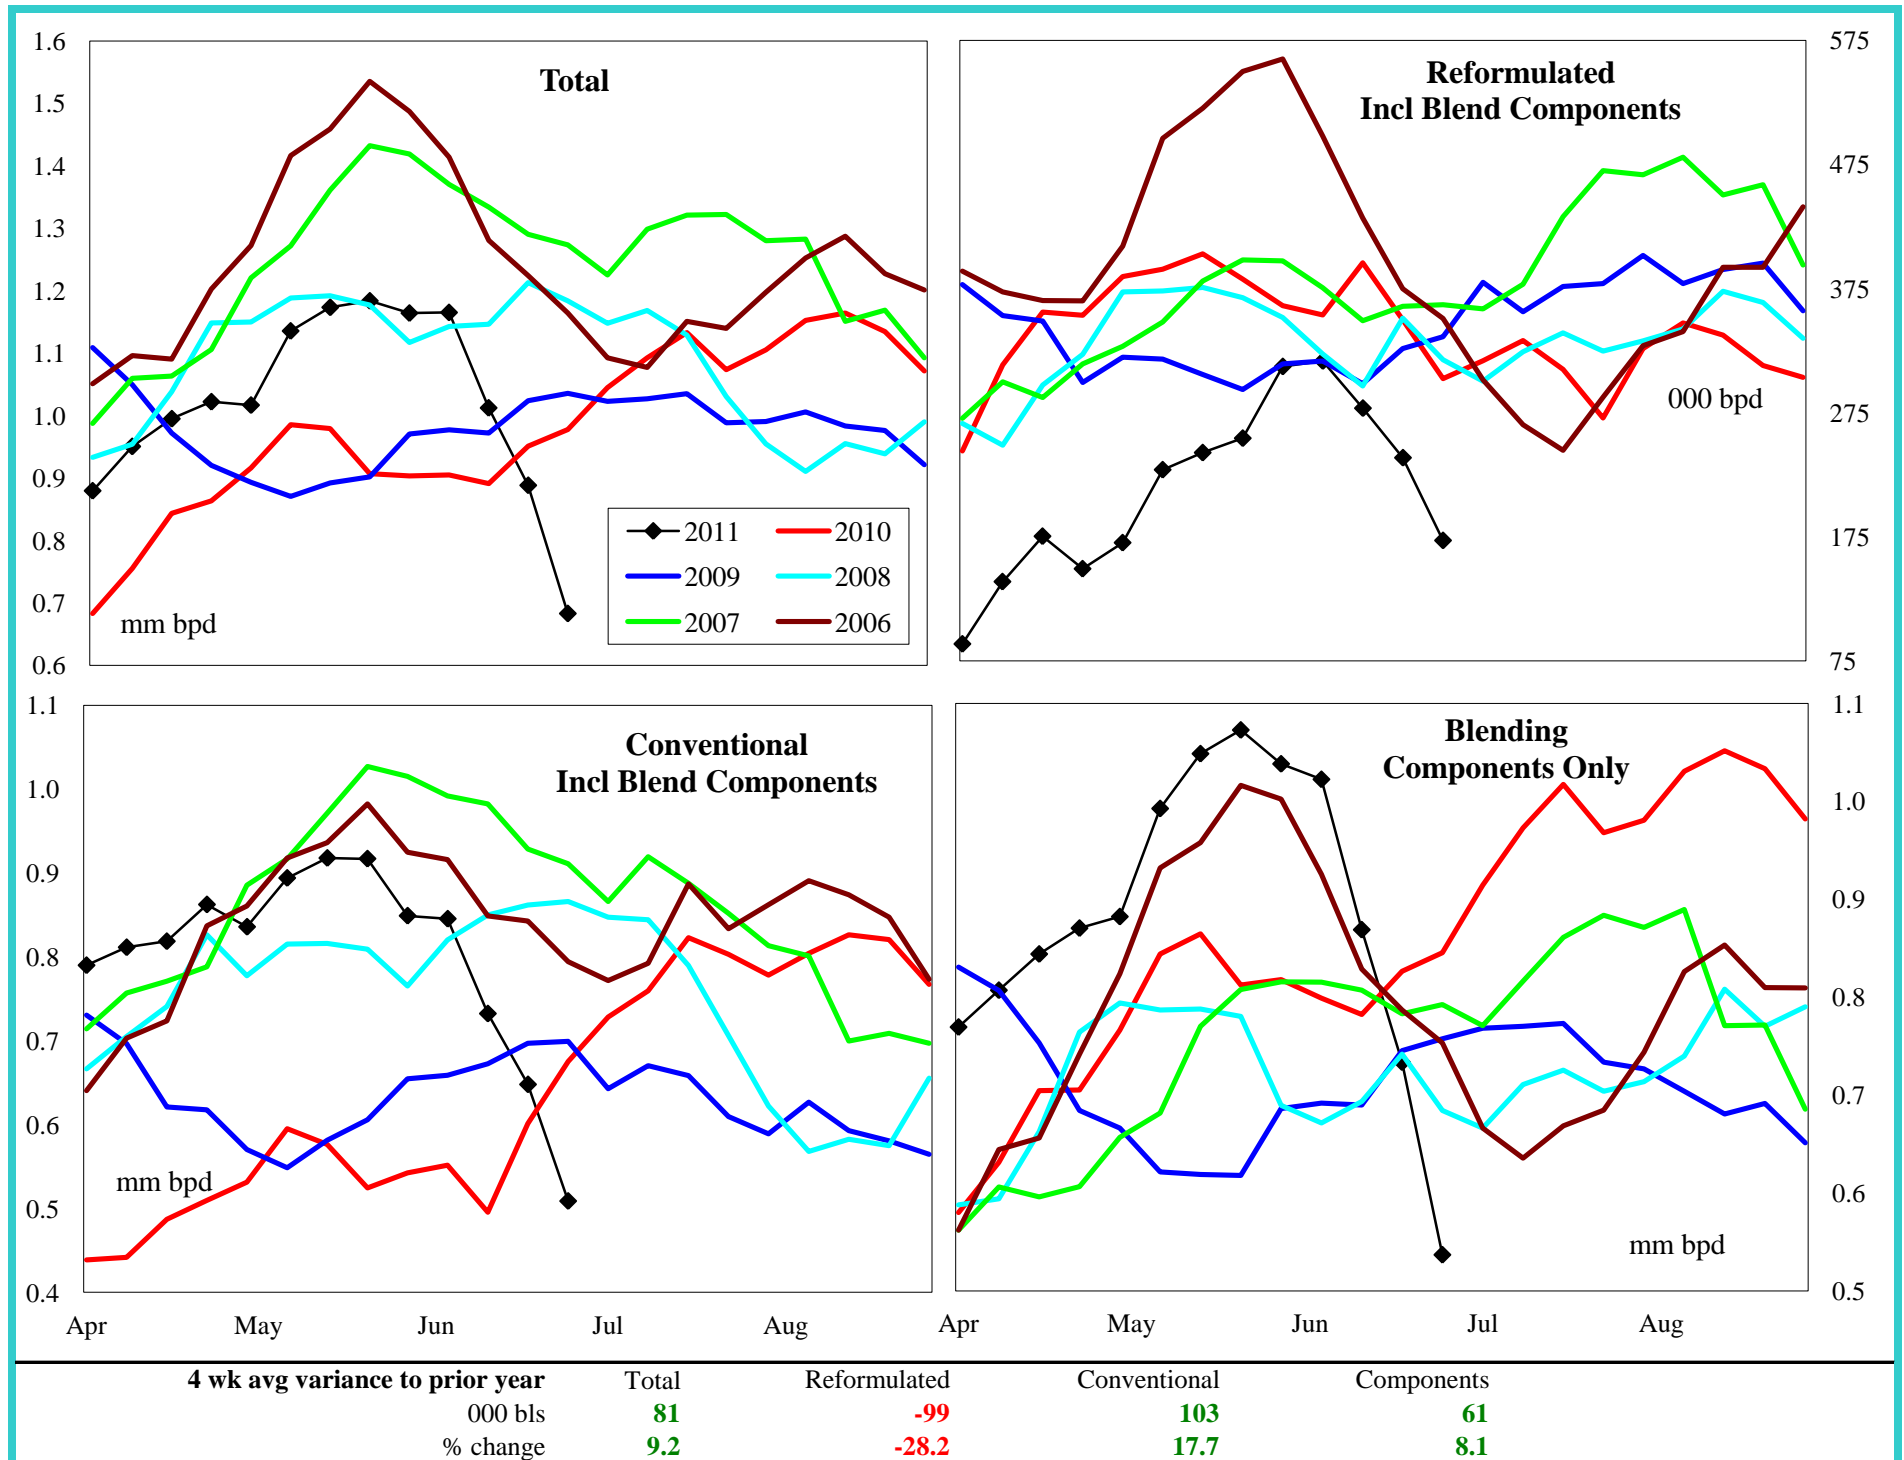 Total
1.6
1.5
1.4
1.3
1.2
1.1
1.0
0.9
0.8
0.7
0.6
mm bpd
2011 2010
2009 2008
2007 2006
Reformulated
Incl Blend Components
575
475
375
275
175
75
000 bpd
Conventional
Incl Blend Components
1.1
1.0
0.9
0.8
0.7
0.6
0.5
0.4
mm bpd
Apr May Jun Jul Aug
Blending
Components Only
1.1
1.0
0.9
0.8
0.7
0.6
0.5
mm bpd
Apr May Jun Jul Aug
4 wk avg variance to prior year Total Reformulated Conventional Components
000 bls 81 -99 103 61
% change 9.2 -28.2 17.7 8.1